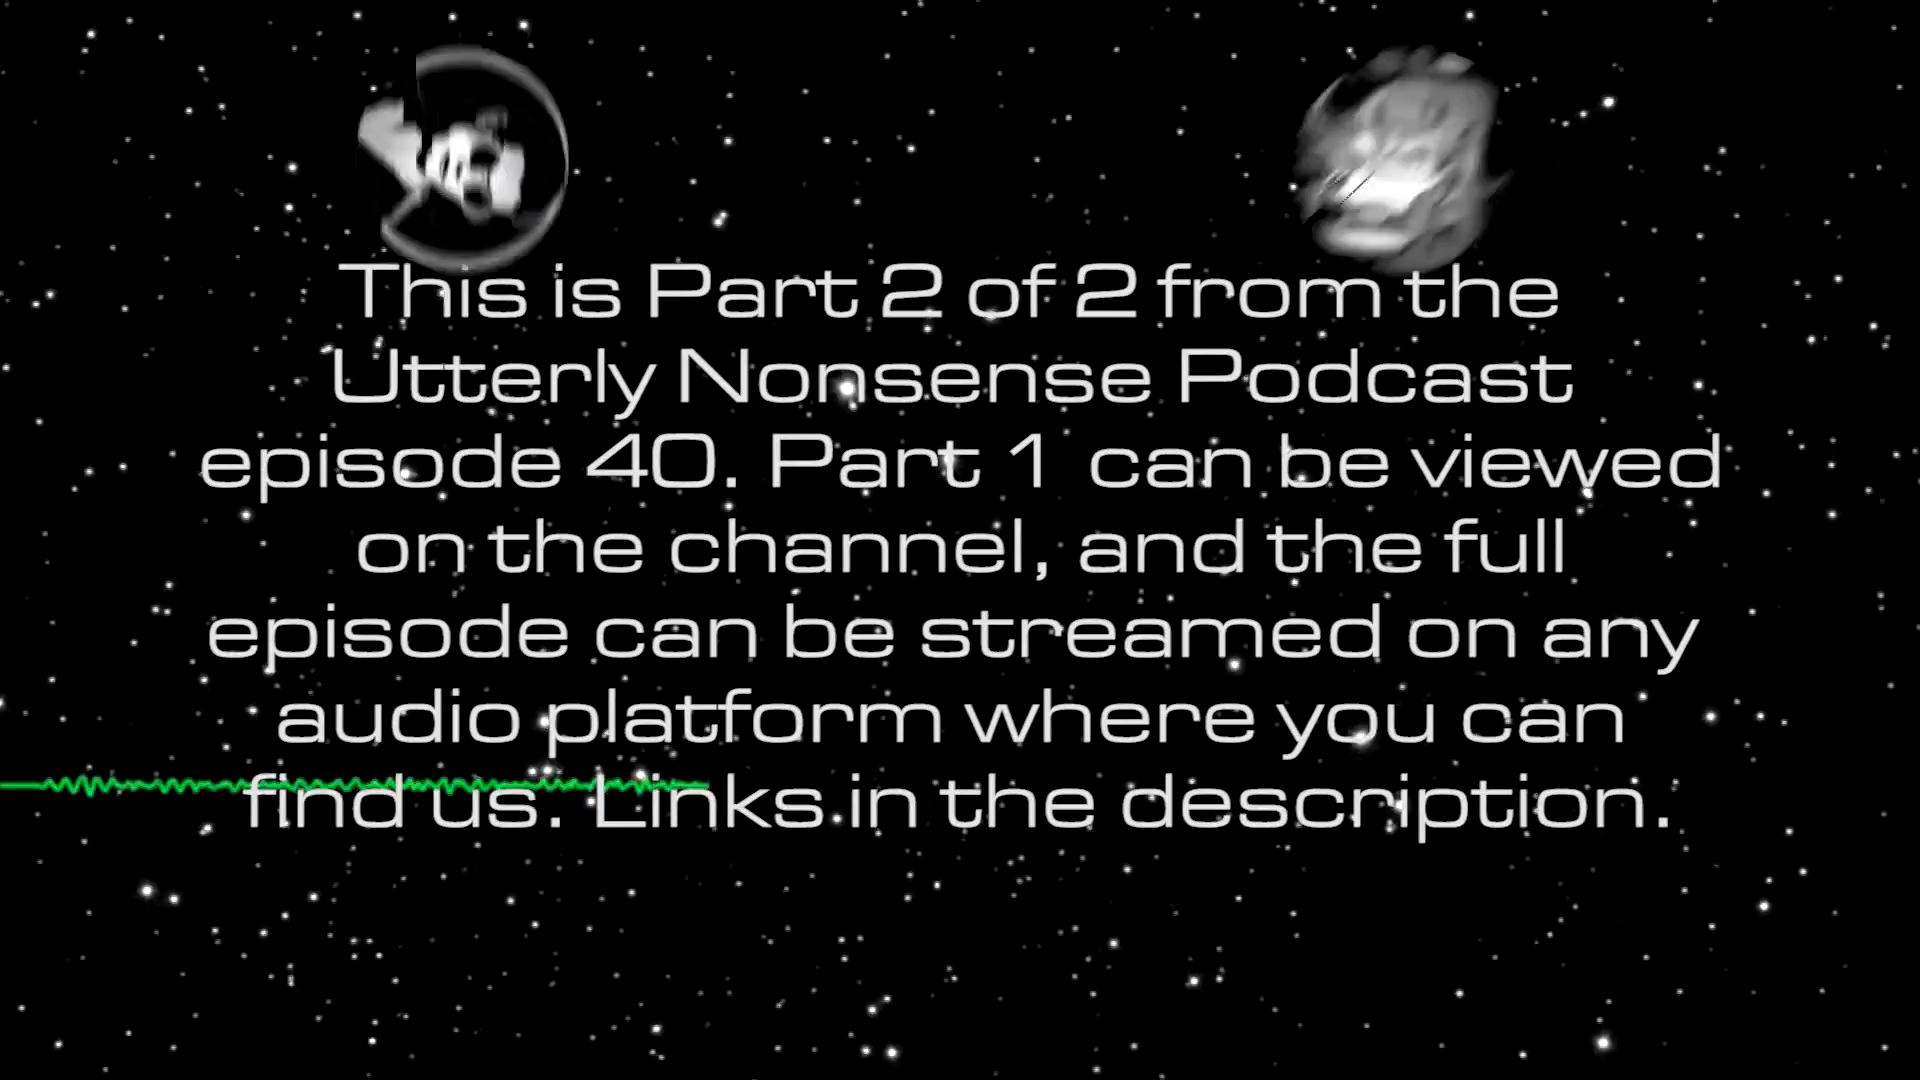 This is Part 2 of 2 from the
Utterly Nonsense Podcast
episode 40. Part 1 can be viewed
on the channel, and the full
episode can be streamed on any
audio platform where you can
find us. Links in the description.